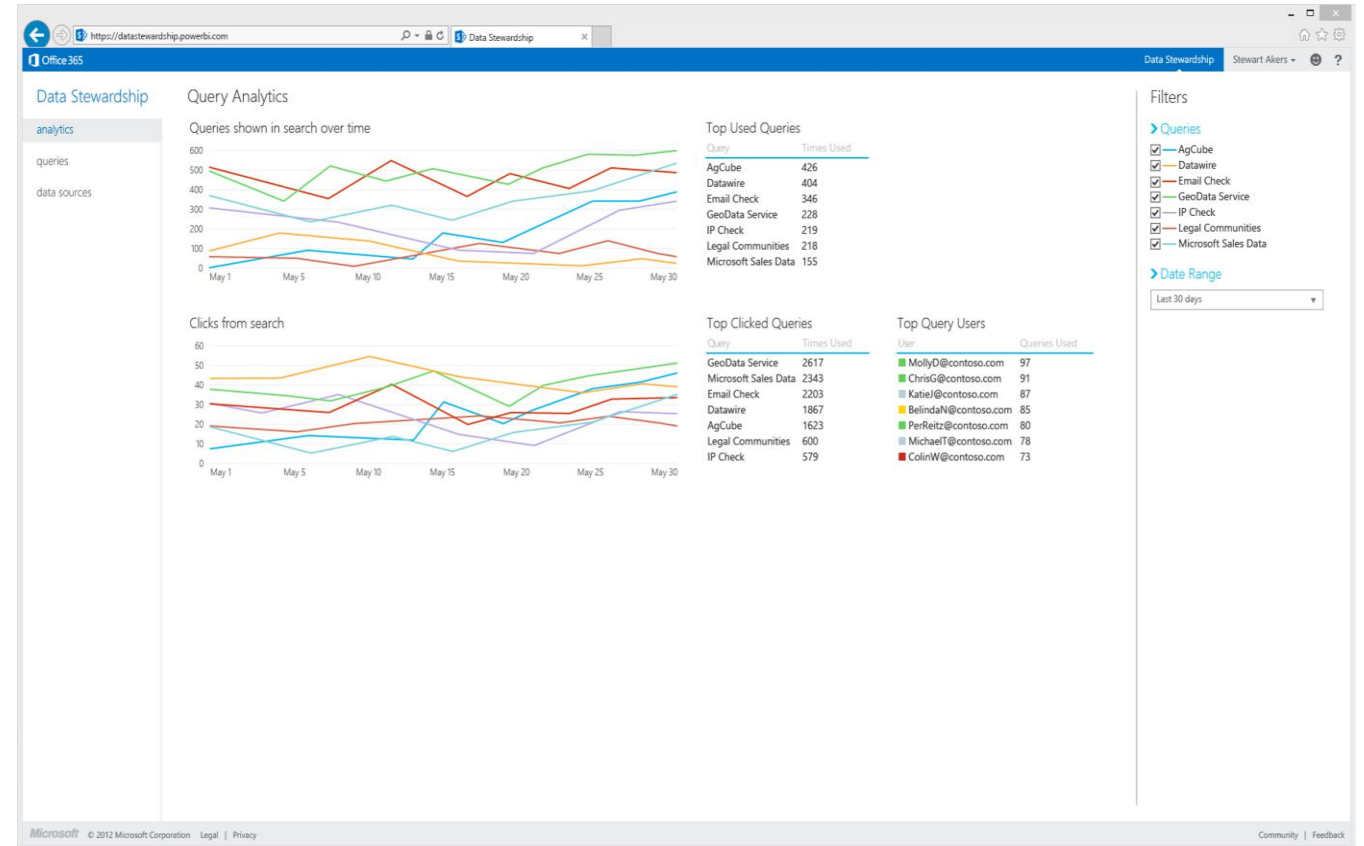 https://datastewardship.powerbi.com
Data Stewardship
Office 365
Data Stewardship Stewart Akers ?
Data Stewardship
analytics
queries
data sources
Query Analytics
Queries shown in search over time
600
500
400
300
200
100
0
May 1 May 5 May 10 May 15 May 20 May 25 May 30
Top Used Queries
Query Times Used
AgCube 426
Datawire 404
Email Check 346
GeoData Service 228
IP Check 219
Legal Communities 218
Microsoft Sales Data 155
Clicks from search
60
50
40
30
20
10
0
May 1 May 5 May 10 May 15 May 20 May 25 May 30
Top Clicked Queries
Query Times Used
GeoData Service 2617
Microsoft Sales Data 2343
Email Check 2203
Datawire 1867
AgCube 1623
Legal Communities 600
IP Check 579
Top Query Users
User Queries Used
MollyD@contoso.com 97
ChrisG@contoso.com 91
KatieJ@contoso.com 87
BelindaN@contoso.com 85
PerReitz@contoso.com 80
MichaelT@contoso.com 78
ColinW@contoso.com 73
Filters
Queries
AgCube
Datawire
Email Check
GeoData Service
IP Check
Legal Communities
Microsoft Sales Data
Date Range
Last 30 days
Microsoft © 2012 Microsoft Corporation Legal | Privacy
Community | Feedback